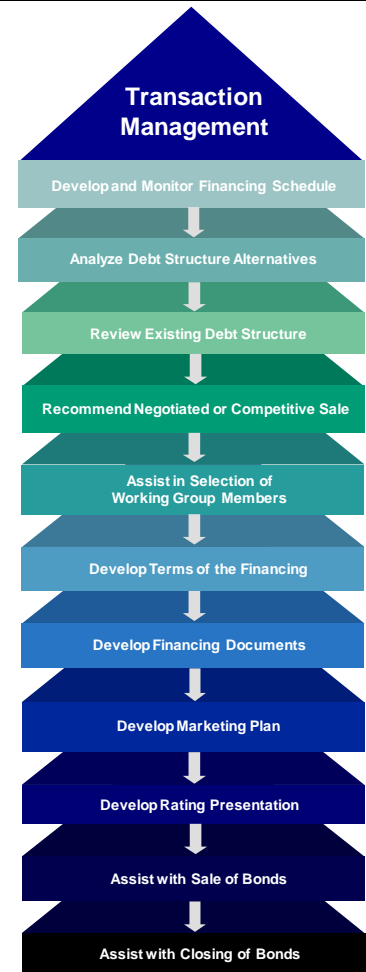 Transaction
Management
Develop and Monitor Financing Schedule
Analyze Debt Structure Alternatives
Review Existing Debt Structure
Recommend Negotiated or Competitive Sale
Assist in Selection of
Working Group Members
Develop Terms of the Financing
Develop Financing Documents
Develop Marketing Plan
Develop Rating Presentation
Assist with Sale of Bonds
Assist with Closing of Bonds